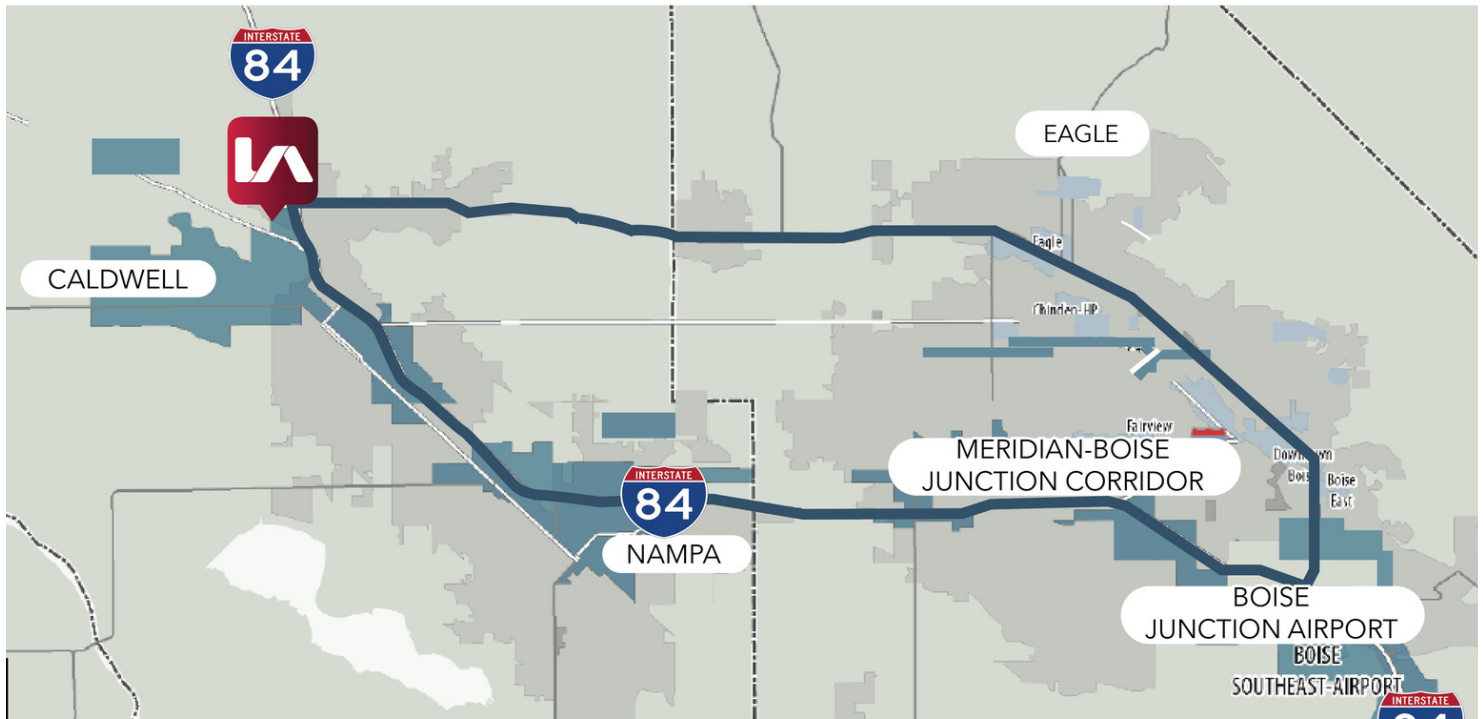 INTERSTATE
84
EAGLE
CALDWELL
Eagle
Chinden-HP
Fairview
MERIDIAN-BOISE
JUNCTION CORRIDOR
Downtown
Boise
Boise
East
INTERSTATE
84
NAMPA
BOISE
JUNCTION AIRPORT
BOISE
SOUTHEAST-AIRPORT
INTERSTATE
84